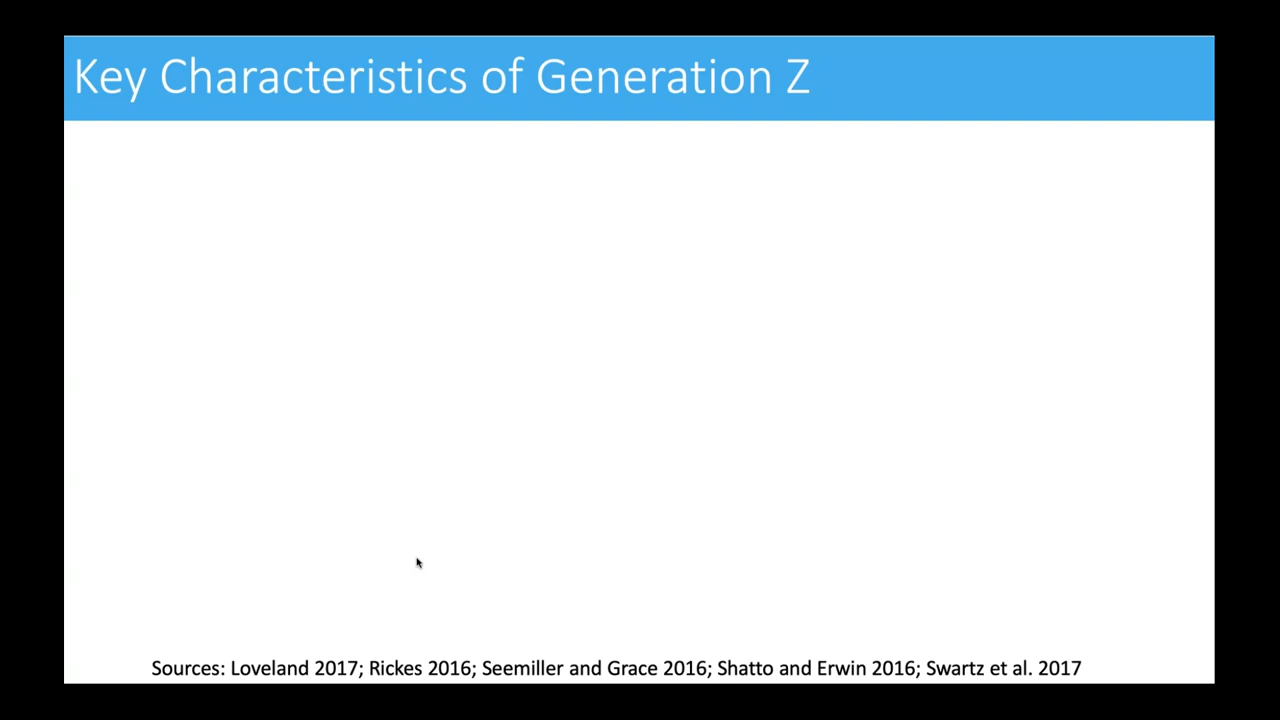 Key Characteristics of Generation Z
Sources: Loveland 2017; Rickes 2016; Seemiller and Grace 2016; Shatto and Erwin 2016; Swartz et al. 2017